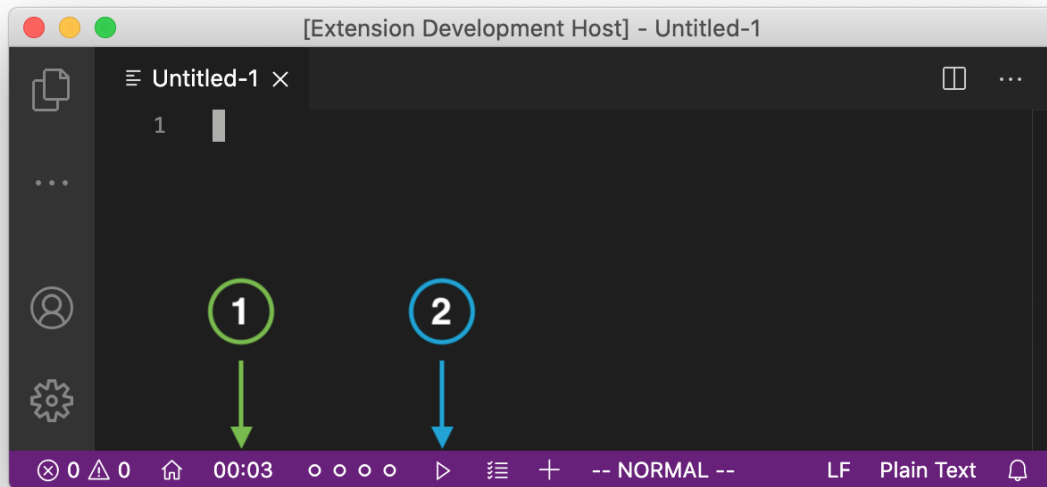 [Extension Development Host] - Untitled-1
Untitled-1
1
1 2
0 0 00:03 -- NORMAL -- LF Plain Text